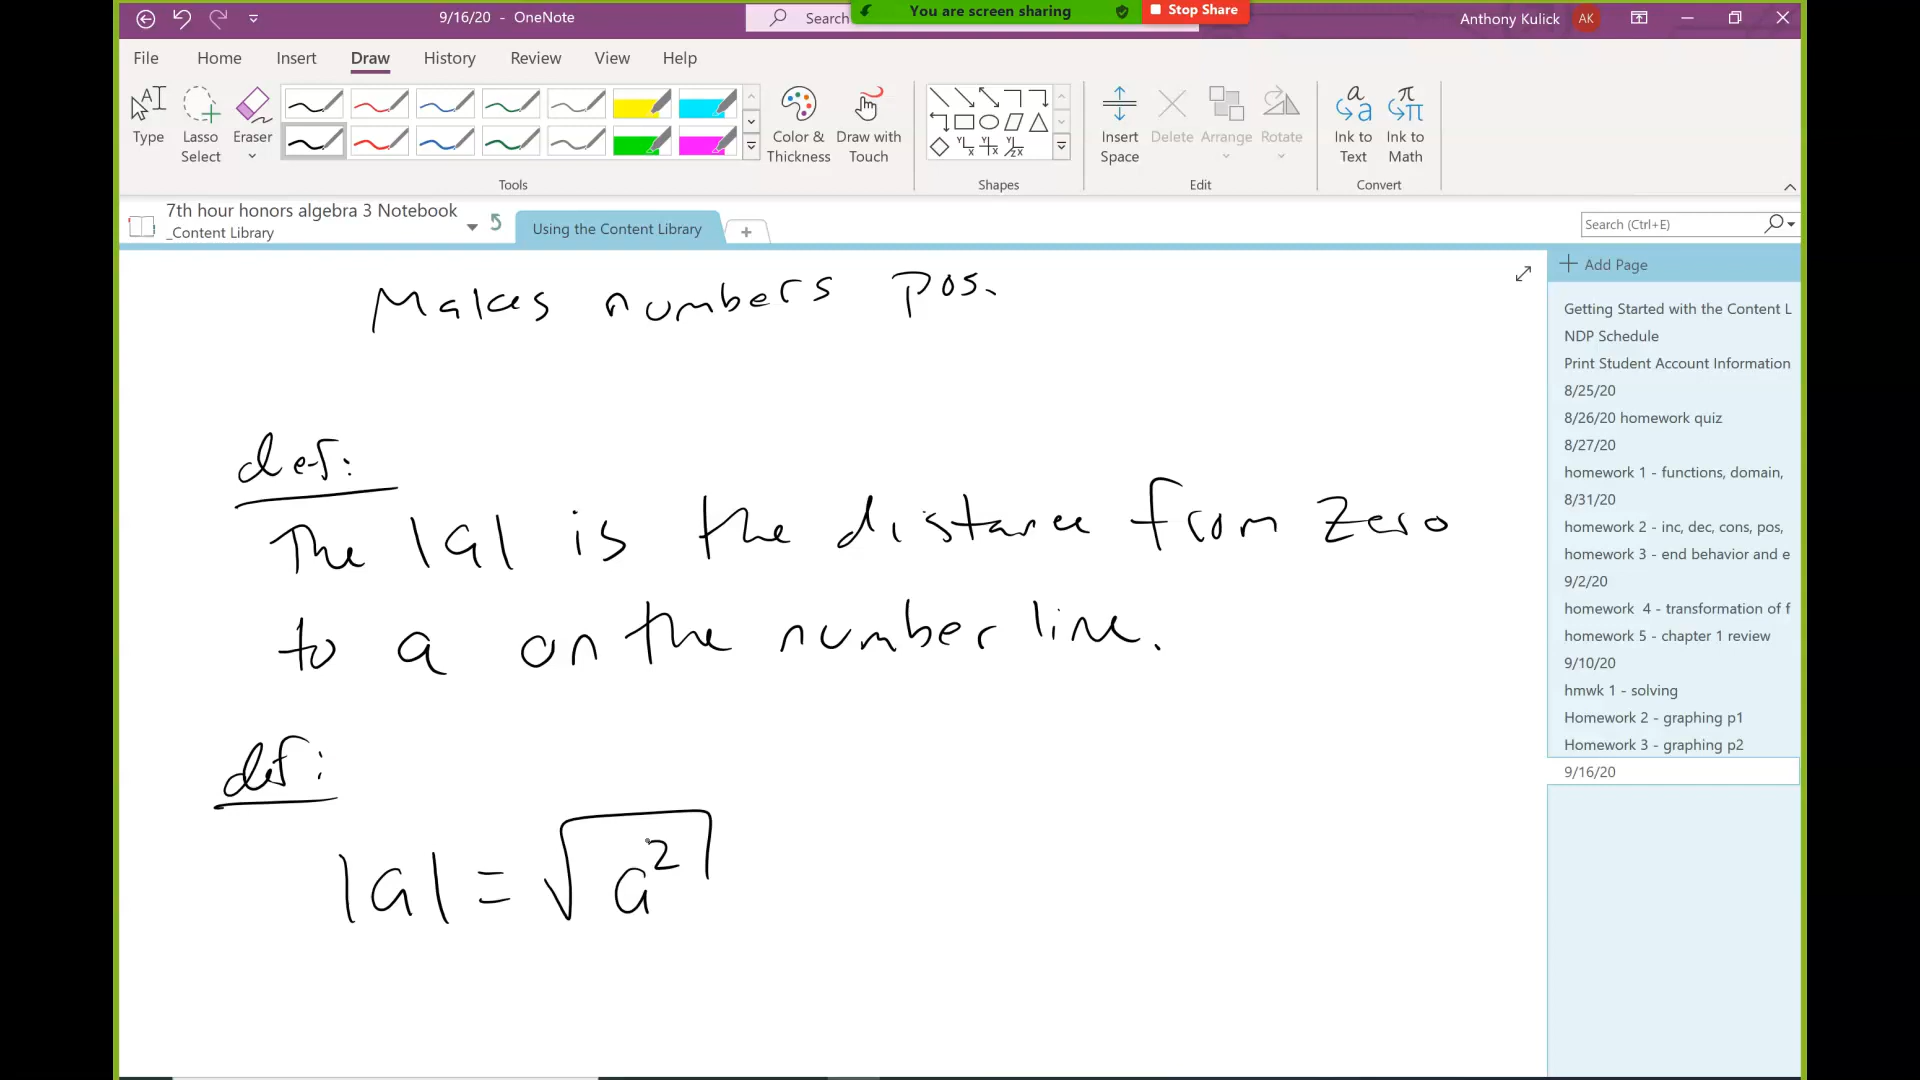 9/16/20 - OneNote
Search
You are screen sharing
Stop Share
Anthony Kulick
AK
File Home Insert Draw History Review View Help
Type
Lasso Select
Eraser
Color & Thickness
Draw with Touch
Insert Space
Delete
Arrange
Rotate
Ink to Text
Ink to Math
Tools
Shapes
Edit
Convert
7th hour honors algebra 3 Notebook
_Content Library
Using the Content Library
Search (Ctrl+E)
Makes numbers pos.
def:
The |a| is the distance from zero
to a on the number line.
def:
|a| = √a²
Add Page
Getting Started with the Content L
NDP Schedule
Print Student Account Information
8/25/20
8/26/20 homework quiz
8/27/20
homework 1 - functions, domain,
8/31/20
homework 2 - inc, dec, cons, pos,
homework 3 - end behavior and e
9/2/20
homework 4 - transformation of f
homework 5 - chapter 1 review
9/10/20
hmwk 1 - solving
Homework 2 - graphing p1
Homework 3 - graphing p2
9/16/20